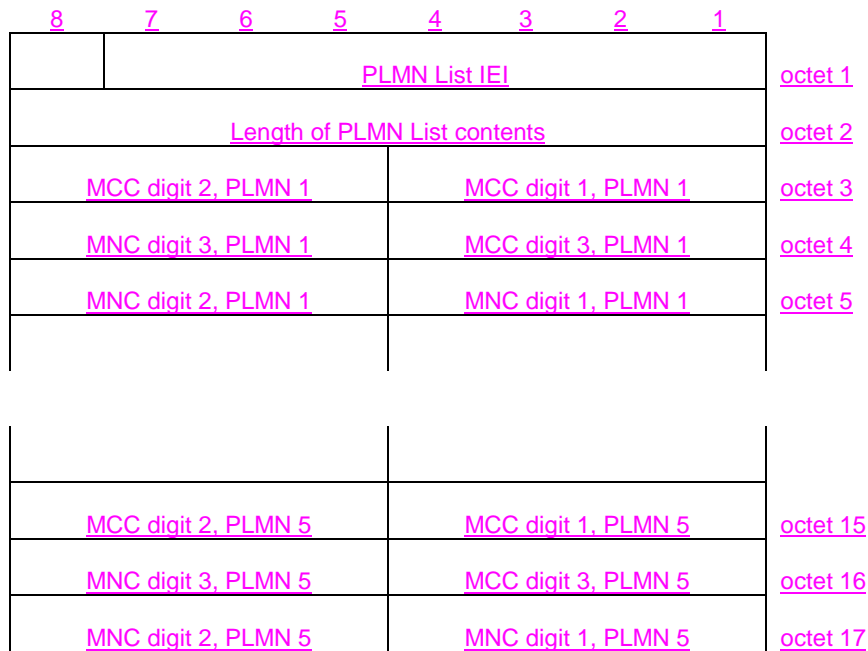 8 7 6 5 4 3 2 1
PLMN List IEI octet 1
Length of PLMN List contents octet 2
MCC digit 2, PLMN 1 MCC digit 1, PLMN 1 octet 3
MNC digit 3, PLMN 1 MCC digit 3, PLMN 1 octet 4
MNC digit 2, PLMN 1 MNC digit 1, PLMN 1 octet 5
MCC digit 2, PLMN 5 MCC digit 1, PLMN 5 octet 15
MNC digit 3, PLMN 5 MCC digit 3, PLMN 5 octet 16
MNC digit 2, PLMN 5 MNC digit 1, PLMN 5 octet 17